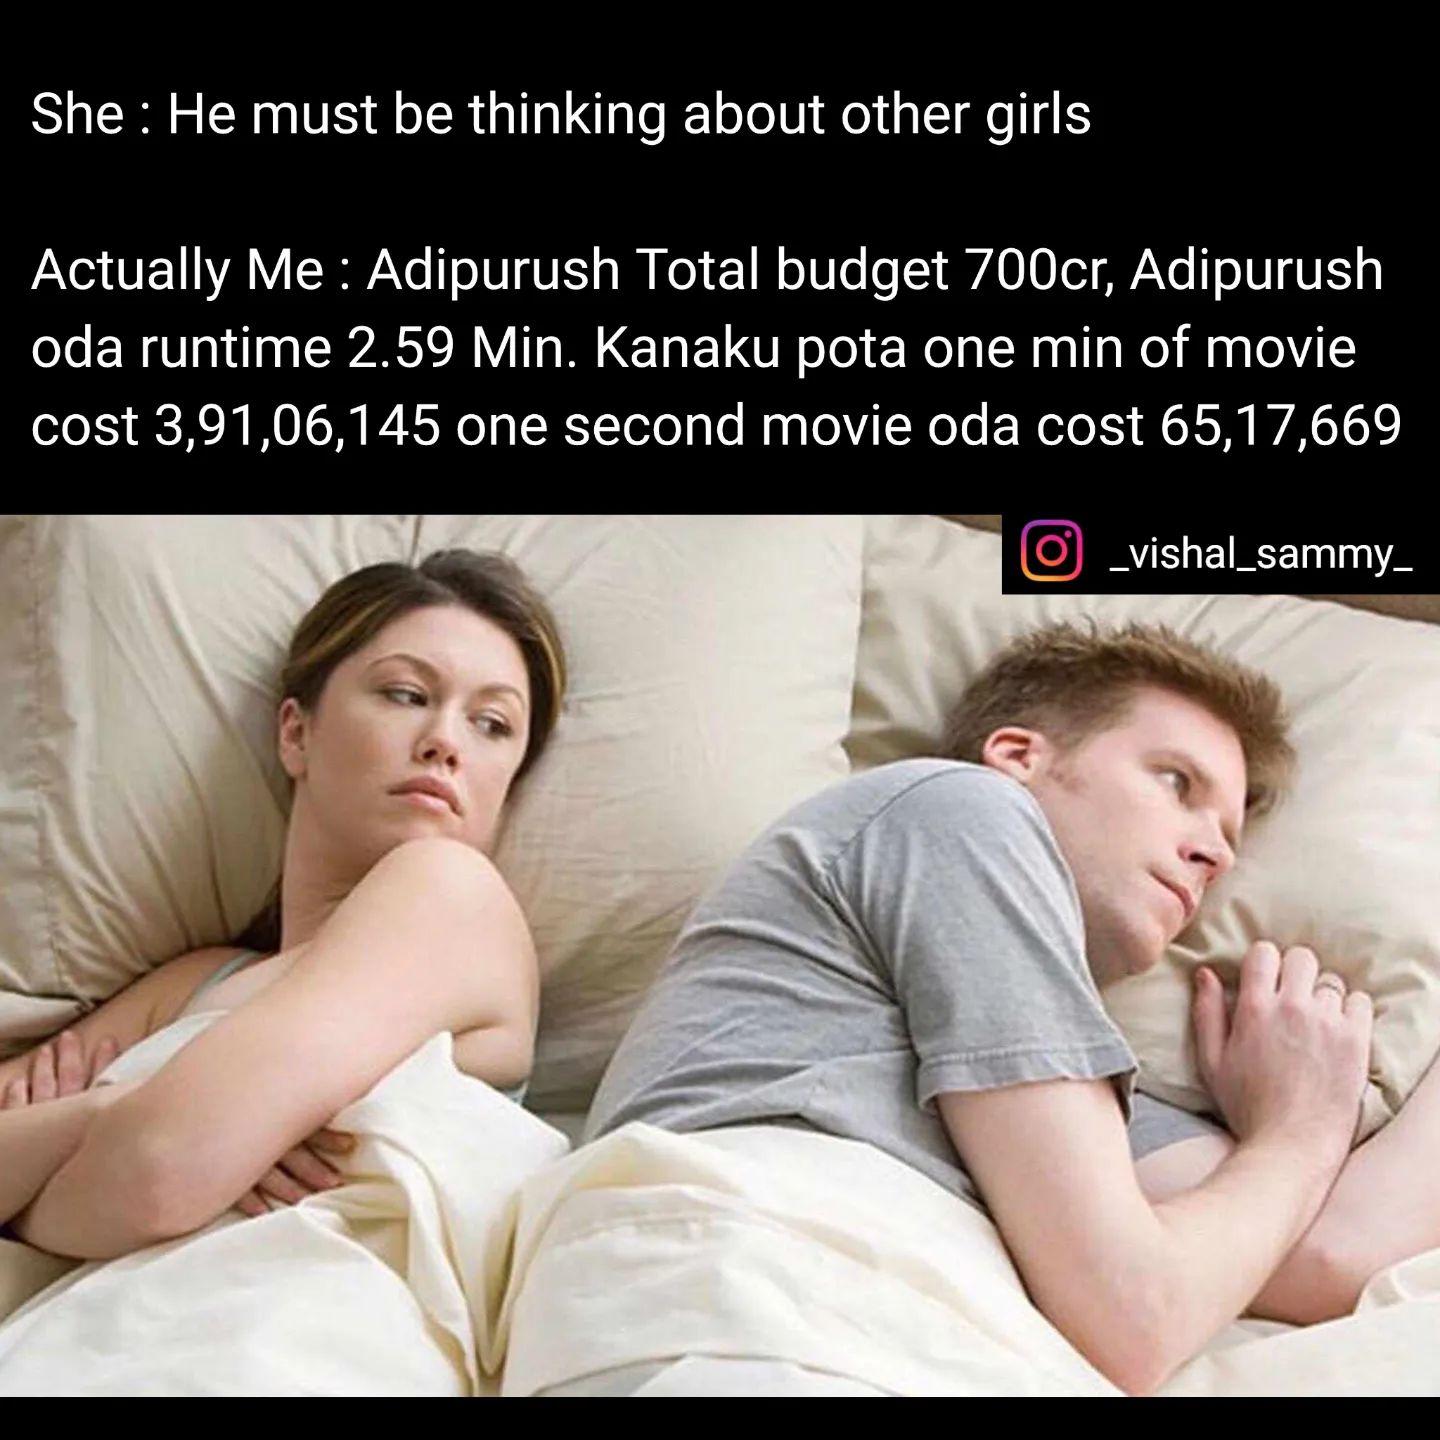 She : He must be thinking about other girls
Actually Me : Adipurush Total budget 700cr, Adipurush
oda runtime 2.59 Min. Kanaku pota one min of movie
cost 3,91,06,145 one second movie oda cost 65,17,669
_vishal_sammy_